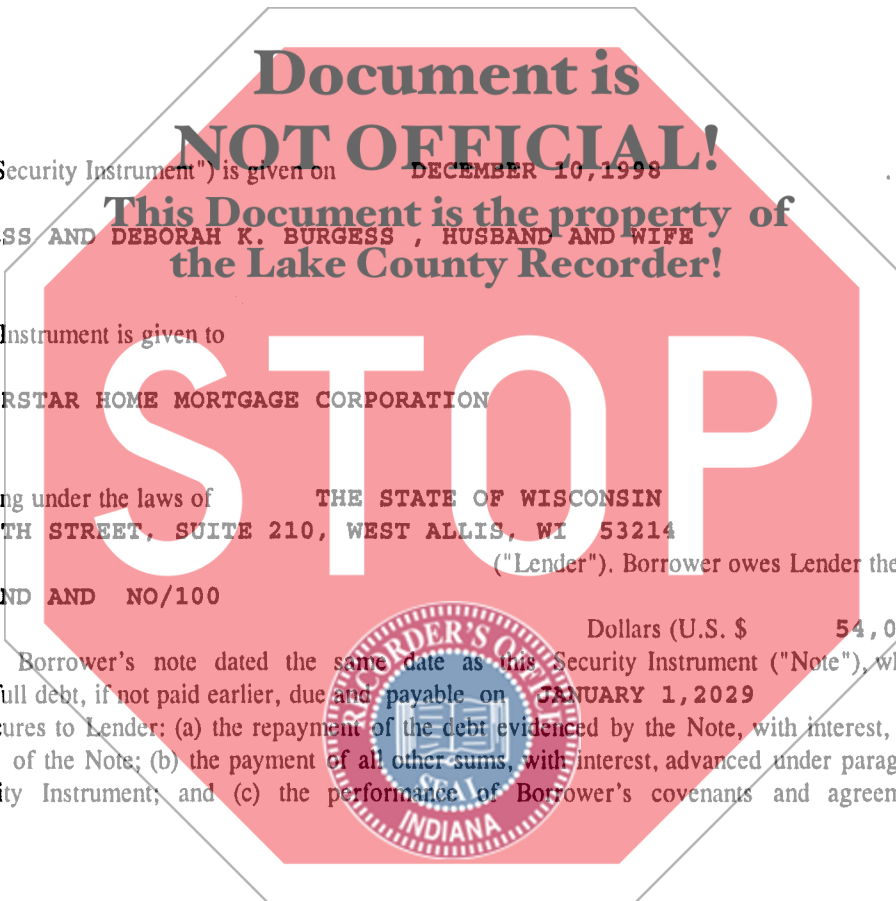 Document is
NOT OFFICIAL!
Security Instrument") is given on DECEMBER 10,1998 .
This Document is the property of
SS AND DEBORAH K. BURGESS , HUSBAND AND WIFE
the Lake County Recorder!
Instrument is given to
STOP
RSTAR HOME MORTGAGE CORPORATION
ng under the laws of THE STATE OF WISCONSIN
TH STREET, SUITE 210, WEST ALLIS, WI 53214
("Lender"). Borrower owes Lender the
ND AND NO/100
Dollars (U.S. $ 54,0
Borrower's note dated the same date as this Security Instrument ("Note"), wh
full debt, if not paid earlier, due and payable on JANUARY 1,2029
cures to Lender: (a) the repayment of the debt evidenced by the Note, with interest,
of the Note; (b) the payment of all other sums, with interest, advanced under parag
ity Instrument; and (c) the performance of Borrower's covenants and agreem
RECORDER'S OFFICE
SEAL
INDIANA